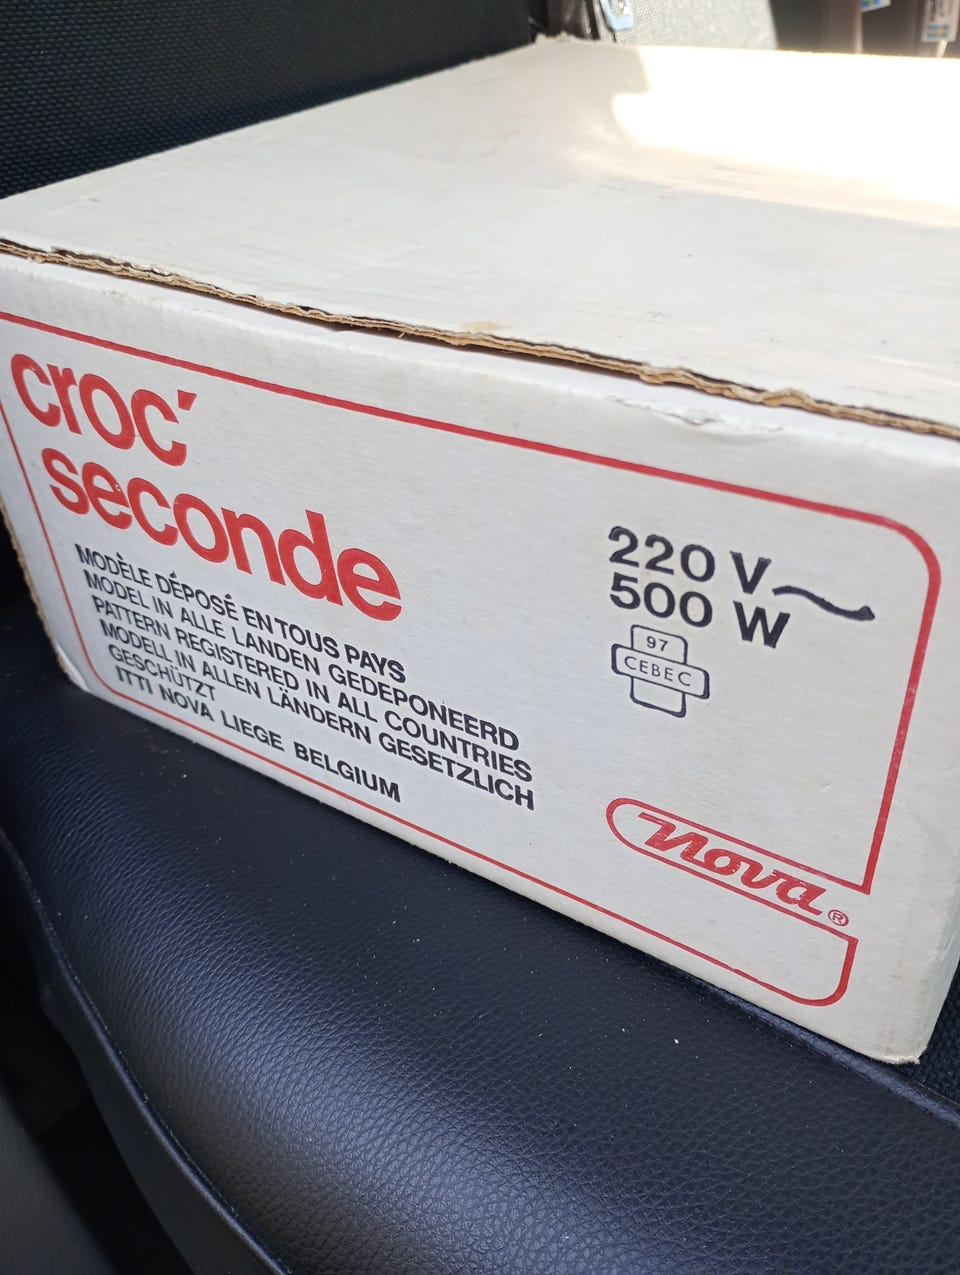 croc'
seconde
MODÈLE DÉPOSÉ EN TOUS PAYS
MODEL IN ALLE LANDEN GEDEPONEERD
PATTERN REGISTERED IN ALL COUNTRIES
MODELL IN ALLEN LÄNDERN GESETZLICH
GESCHÜTZT
ITTI NOVA LIEGE BELGIUM
220 V~
500 W
97
CEBEC
Nova®